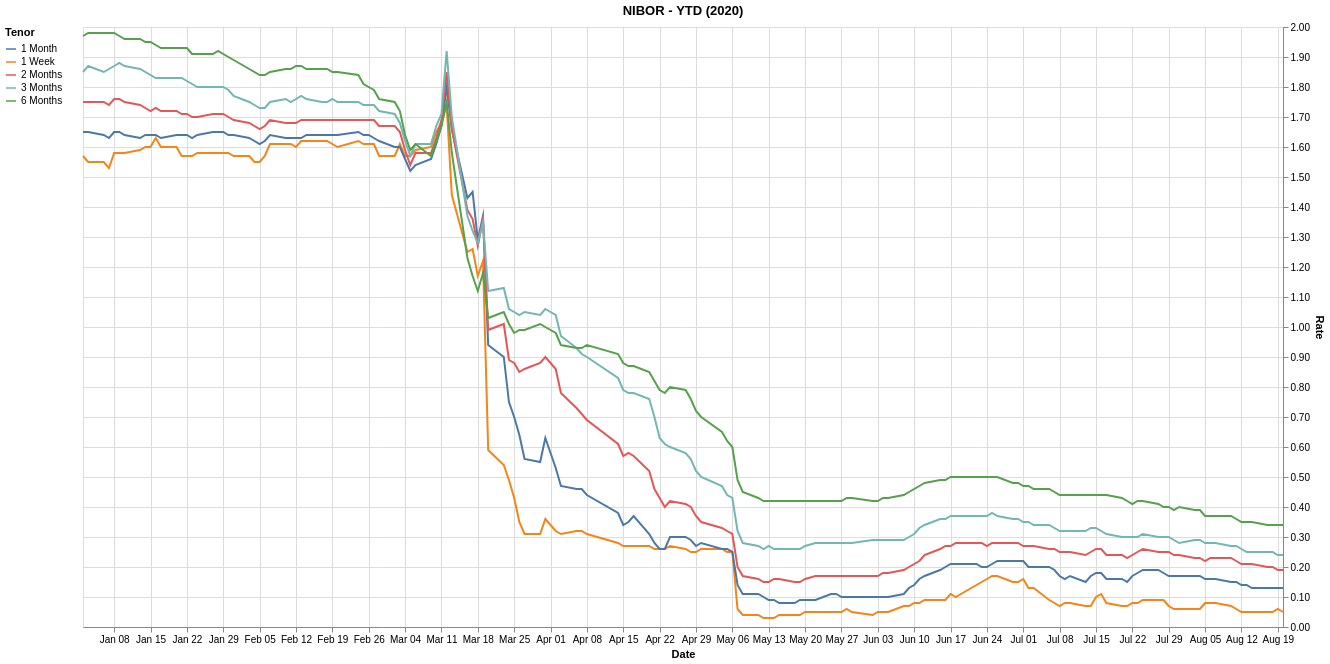 NIBOR - YTD (2020)
Tenor
1 Month
1 Week
2 Months
3 Months
6 Months
2.00
1.90
1.80
1.70
1.60
1.50
1.40
1.30
1.20
1.10
1.00
0.90
0.80
0.70
0.60
0.50
0.40
0.30
0.20
0.10
0.00
Rate
Jan 08 Jan 15 Jan 22 Jan 29 Feb 05 Feb 12 Feb 19 Feb 26 Mar 04 Mar 11 Mar 18 Mar 25 Apr 01 Apr 08 Apr 15 Apr 22 Apr 29 May 06 May 13 May 20 May 27 Jun 03 Jun 10 Jun 17 Jun 24 Jul 01 Jul 08 Jul 15 Jul 22 Jul 29 Aug 05 Aug 12 Aug 19
Date